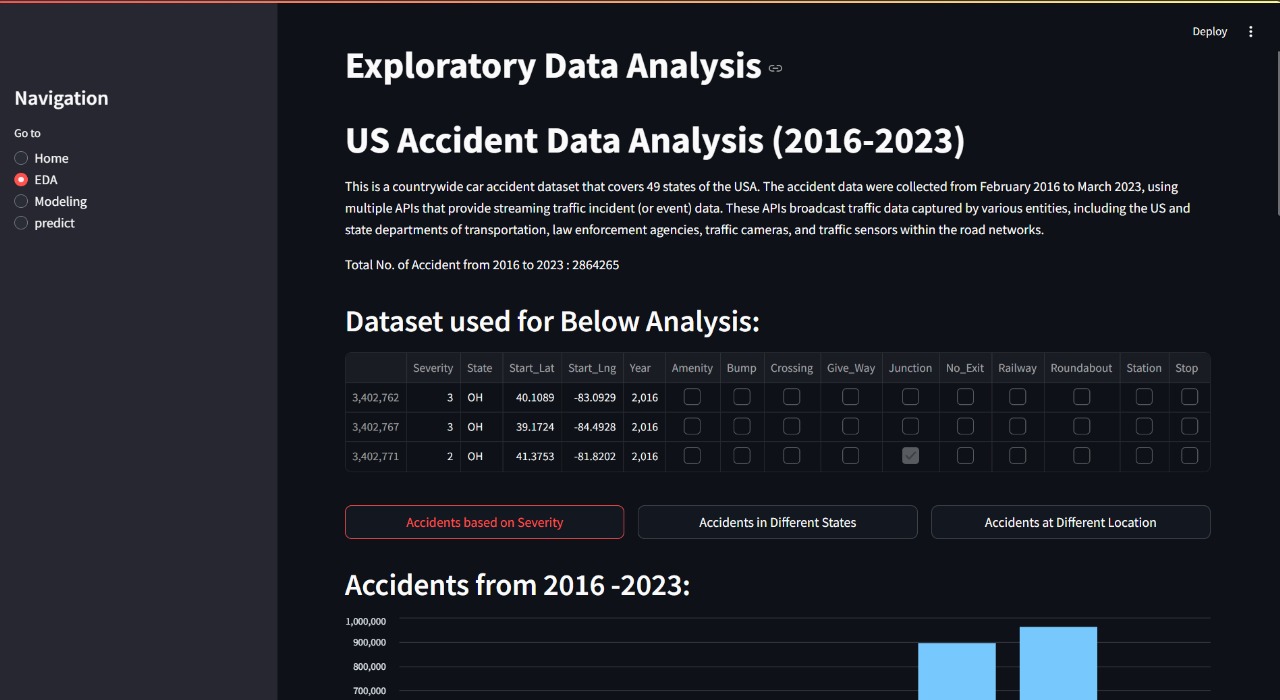 Deploy
Navigation
Go to
Home
EDA
Modeling
predict
Exploratory Data Analysis
US Accident Data Analysis (2016-2023)
This is a countrywide car accident dataset that covers 49 states of the USA. The accident data were collected from February 2016 to March 2023, using
multiple APIs that provide streaming traffic incident (or event) data. These APIs broadcast traffic data captured by various entities, including the US and
state departments of transportation, law enforcement agencies, traffic cameras, and traffic sensors within the road networks.
Total No. of Accident from 2016 to 2023 : 2864265
Dataset used for Below Analysis:
Severity State Start_Lat Start_Lng Year Amenity Bump Crossing Give_Way Junction No_Exit Railway Roundabout Station Stop
3,402,762 3 OH 40.1089 -83.0929 2,016
3,402,767 3 OH 39.1724 -84.4928 2,016
3,402,771 2 OH 41.3753 -81.8202 2,016
Accidents based on Severity Accidents in Different States Accidents at Different Location
Accidents from 2016 -2023:
1,000,000
900,000
800,000
700,000